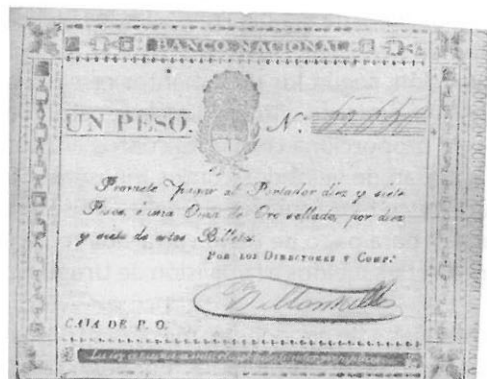 BANCO NACIONAL
UN PESO. N.º
Promete pagar al Portador diez y siete
Pesos, ó una Onza de Oro sellado, por diez
y siete de estos Billetes.
POR LOS DIRECTORES Y COMP.ª
CAJA DE P. O.